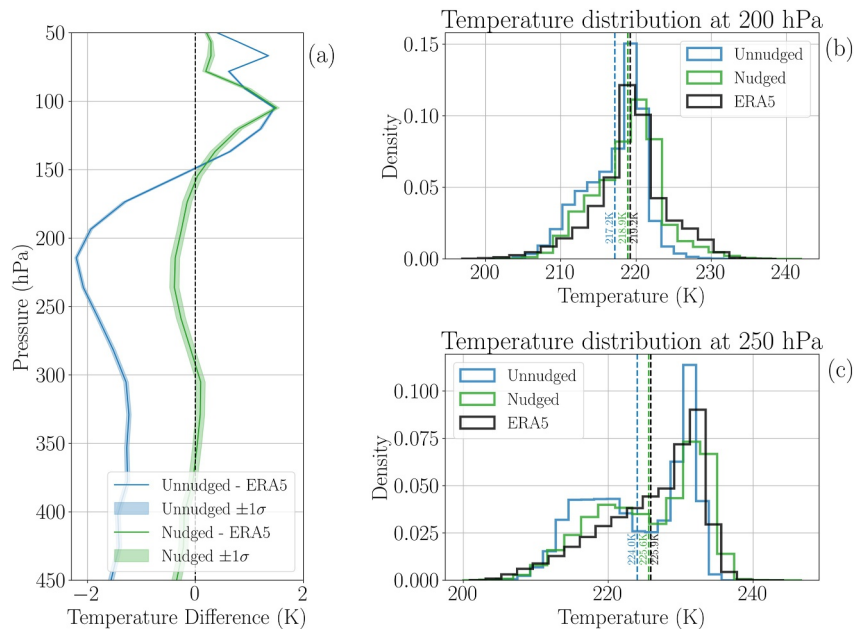 50
100
150
200
250
300
350
400
450
Pressure (hPa)
−2
0
2
Temperature Difference (K)
(a)
Unnudged - ERA5
Unnudged ±1σ
Nudged - ERA5
Nudged ±1σ
Temperature distribution at 200 hPa
(b)
0.15
0.10
0.05
0.00
Density
Unnudged
Nudged
ERA5
217.2K
218.9K
219.2K
200
210
220
230
240
Temperature (K)
Temperature distribution at 250 hPa
(c)
0.100
0.075
0.050
0.025
0.000
Density
Unnudged
Nudged
ERA5
224.0K
225.6K
225.9K
200
220
240
Temperature (K)